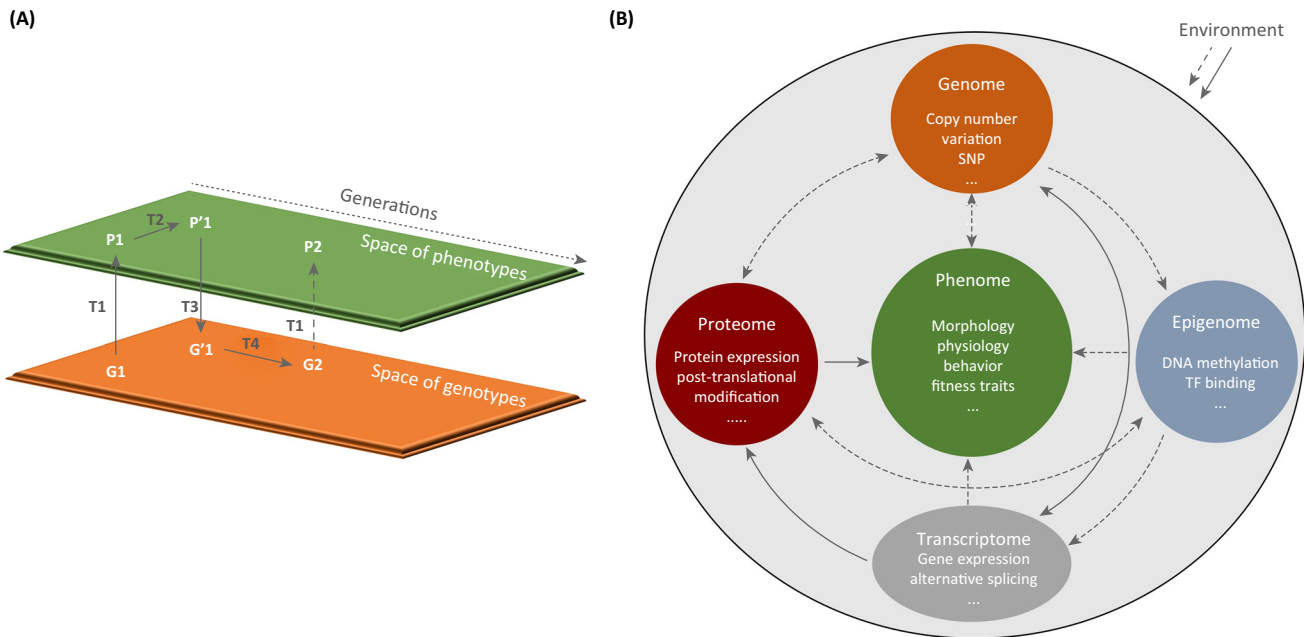 (A)
Generations
Space of phenotypes
P1
T2
P'1
P2
T1
T3
T1
G1
G'1
T4
G2
Space of genotypes
(B)
Environment
Genome
Copy number
variation
SNP
...
Phenome
Morphology
physiology
behavior
fitness traits
...
Proteome
Protein expression
post-translational
modification
.....
Epigenome
DNA methylation
TF binding
...
Transcriptome
Gene expression
alternative splicing
...